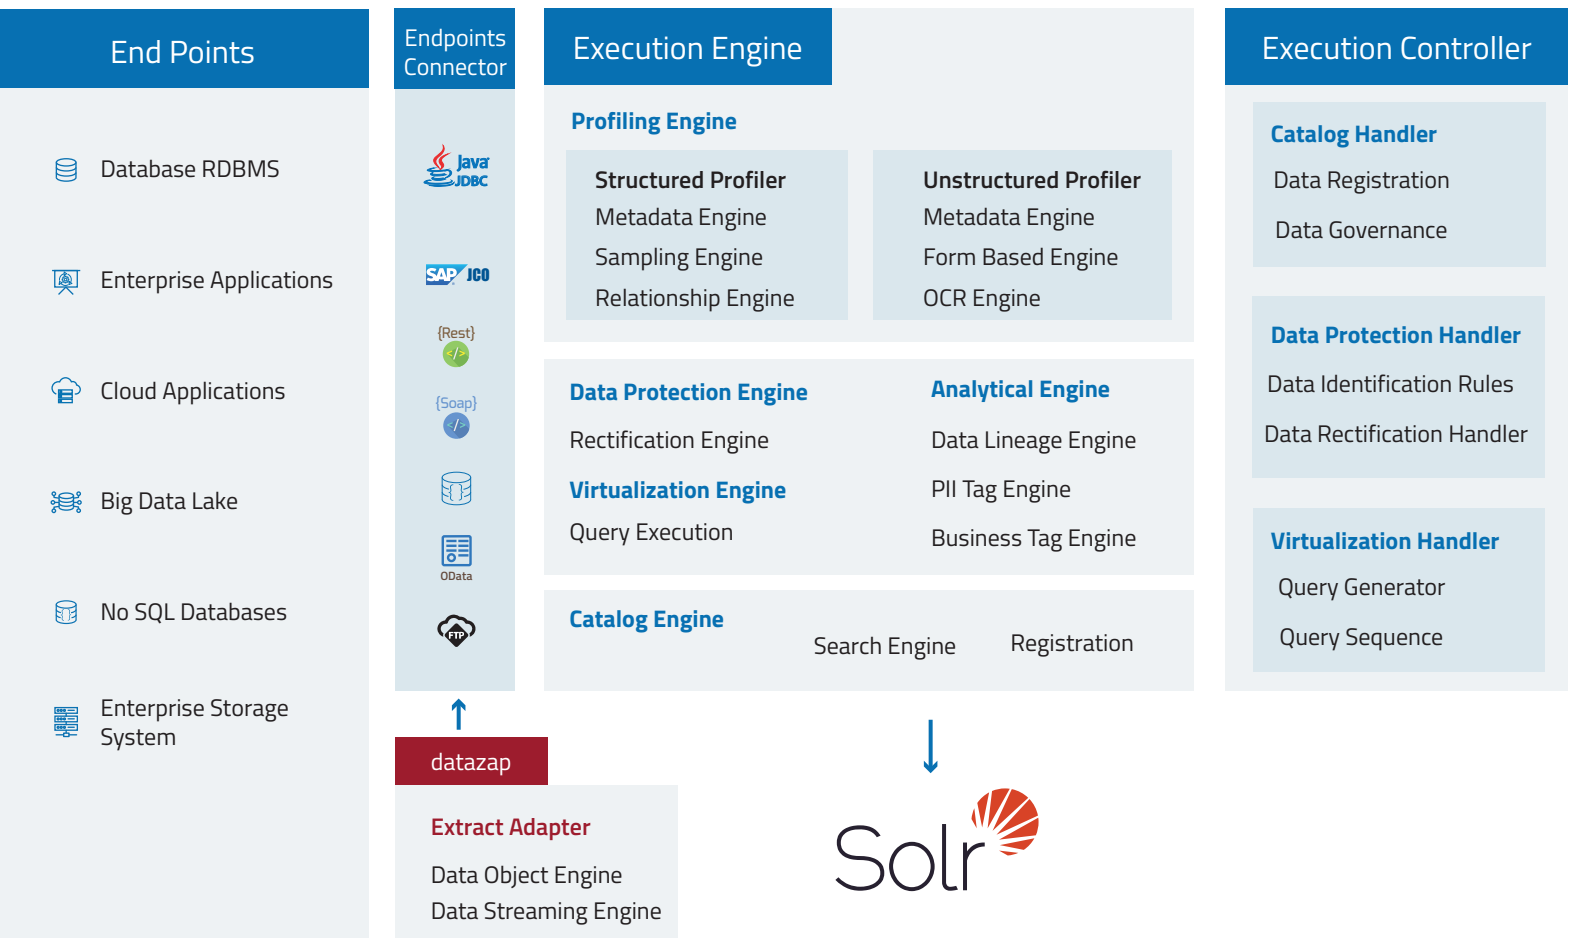 End Points
Database RDBMS
Enterprise Applications
Cloud Applications
Big Data Lake
No SQL Databases
Enterprise Storage
System
Endpoints
Connector
Java
JDBC
SAP JCO
{Rest}
</>
{Soap}
</>
{ }
OData
FTP
datazap
Extract Adapter
Data Object Engine
Data Streaming Engine
Execution Engine
Profiling Engine
Structured Profiler
Metadata Engine
Sampling Engine
Relationship Engine
Unstructured Profiler
Metadata Engine
Form Based Engine
OCR Engine
Data Protection Engine
Rectification Engine
Virtualization Engine
Query Execution
Analytical Engine
Data Lineage Engine
PII Tag Engine
Business Tag Engine
Catalog Engine
Search Engine
Registration
Solr
Execution Controller
Catalog Handler
Data Registration
Data Governance
Data Protection Handler
Data Identification Rules
Data Rectification Handler
Virtualization Handler
Query Generator
Query Sequence